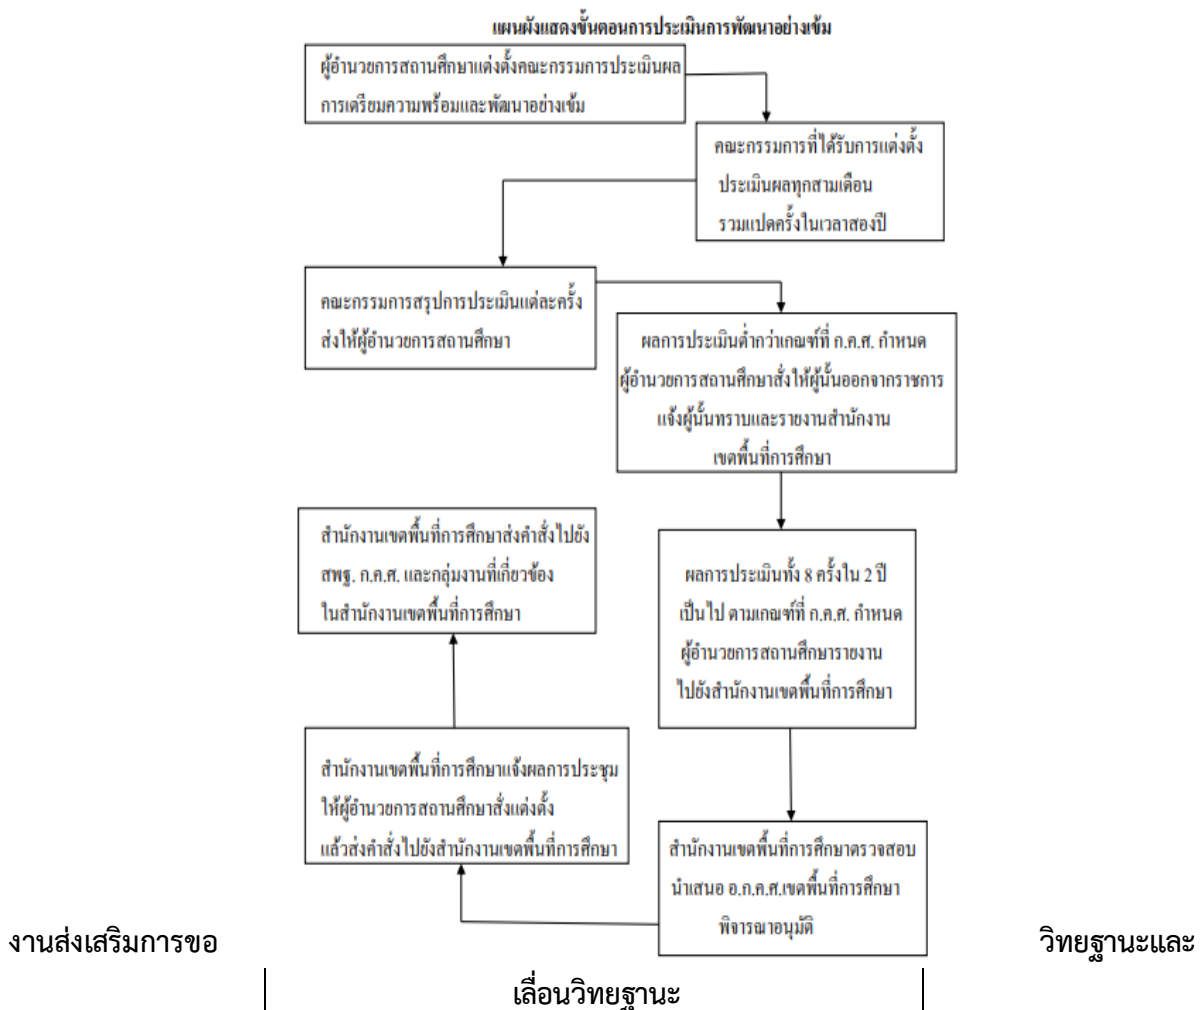 แผนผังแสดงขั้นตอนการประเมินการพัฒนาอย่างเข้ม
ผู้อำนวยการสถานศึกษาแต่งตั้งคณะกรรมการประเมินผล
การเตรียมความพร้อมและพัฒนาอย่างเข้ม
คณะกรรมการที่ได้รับการแต่งตั้ง
ประเมินผลทุกสามเดือน
รวมแปดครั้งในเวลาสองปี
คณะกรรมการสรุปการประเมินแต่ละครั้ง
ส่งให้ผู้อำนวยการสถานศึกษา
ผลการประเมินต่ำกว่าเกณฑ์ที่ ก.ค.ศ. กำหนด
ผู้อำนวยการสถานศึกษาสั่งให้ผู้นั้นออกจากราชการ
แจ้งผู้นั้นทราบและรายงานสำนักงาน
เขตพื้นที่การศึกษา
ผลการประเมินทั้ง 8 ครั้งใน 2 ปี
เป็นไป ตามเกณฑ์ที่ ก.ค.ศ. กำหนด
ผู้อำนวยการสถานศึกษารายงาน
ไปยังสำนักงานเขตพื้นที่การศึกษา
สำนักงานเขตพื้นที่การศึกษาตรวจสอบ
นำเสนอ อ.ก.ค.ศ.เขตพื้นที่การศึกษา
พิจารณาอนุมัติ
สำนักงานเขตพื้นที่การศึกษาแจ้งผลการประชุม
ให้ผู้อำนวยการสถานศึกษาสั่งแต่งตั้ง
แล้วส่งคำสั่งไปยังสำนักงานเขตพื้นที่การศึกษา
สำนักงานเขตพื้นที่การศึกษาส่งคำสั่งไปยัง
สพฐ. ก.ค.ศ. และกลุ่มงานที่เกี่ยวข้อง
ในสำนักงานเขตพื้นที่การศึกษา
งานส่งเสริมการขอ วิทยฐานะและ
เลื่อนวิทยฐานะ